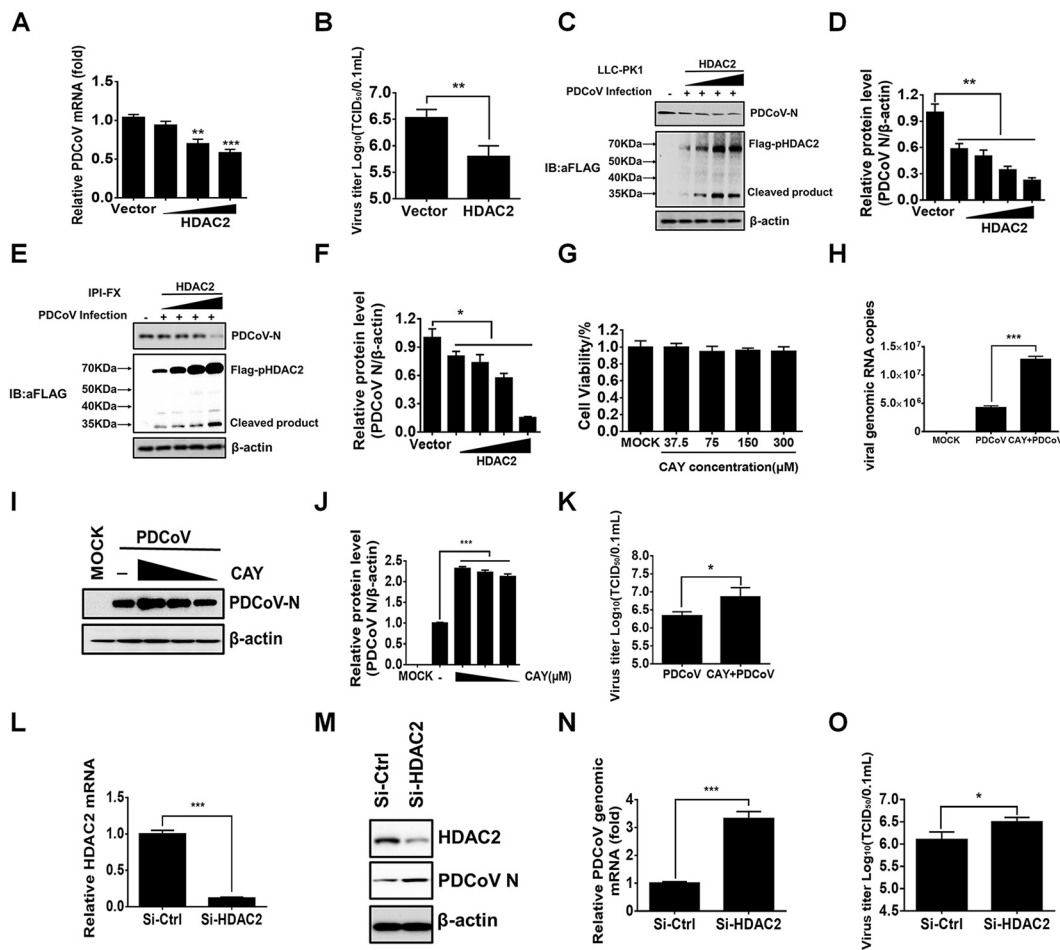 A
Relative PDCoV mRNA (fold)
1.5
1.0
0.5
0.0
**
***
Vector
HDAC2
B
Virus titer Log₁₀(TCID₅₀/0.1mL)
7.0
6.5
6.0
5.5
5.0
**
Vector HDAC2
C
HDAC2
LLC-PK1
PDCoV Infection - + + + +
PDCoV-N
70KDa
Flag-pHDAC2
50KDa
IB:aFLAG
40KDa
35KDa
Cleaved product
β-actin
D
Relative protein level
(PDCoV N/β-actin)
1.2
0.9
0.6
0.3
0.0
**
Vector
HDAC2
E
HDAC2
IPI-FX
PDCoV Infection - + + + +
PDCoV-N
70KDa
Flag-pHDAC2
50KDa
IB:aFLAG
40KDa
35KDa
Cleaved product
β-actin
F
Relative protein level
(PDCoV N/β-actin)
1.2
0.9
0.6
0.3
0.0
*
Vector
HDAC2
G
Cell Viability/%
1.2
0.9
0.6
0.3
0.0
MOCK 37.5 75 150 300
CAY concentration(μM)
H
viral genomic RNA copies
1.5×10⁷
1.0×10⁷
5.0×10⁶
0
***
MOCK PDCoV CAY+PDCoV
I
MOCK
PDCoV
–
CAY
PDCoV-N
β-actin
J
Relative protein level
(PDCoV N/β-actin)
2.5
2.0
1.5
1.0
0.5
0.0
***
MOCK - CAY(μM)
K
Virus titer Log₁₀(TCID₅₀/0.1mL)
8.0
7.5
7.0
6.5
6.0
5.5
5.0
*
PDCoV CAY+PDCoV
L
Relative HDAC2 mRNA
1.5
1.0
0.5
0.0
***
Si-Ctrl Si-HDAC2
M
Si-Ctrl
Si-HDAC2
HDAC2
PDCoV N
β-actin
N
Relative PDCoV genomic
mRNA (fold)
4
3
2
1
0
***
Si-Ctrl Si-HDAC2
O
Virus titer Log₁₀(TCID₅₀/0.1mL)
7.5
7.0
6.5
6.0
5.5
5.0
4.5
*
Si-Ctrl Si-HDAC2